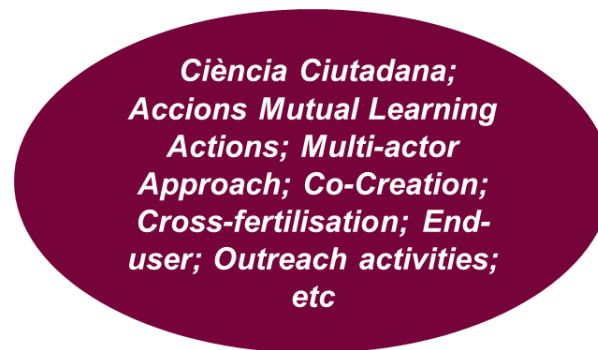 Ciència Ciutadana;
Accions Mutual Learning
Actions; Multi-actor
Approach; Co-Creation;
Cross-fertilisation; End-
user; Outreach activities;
etc